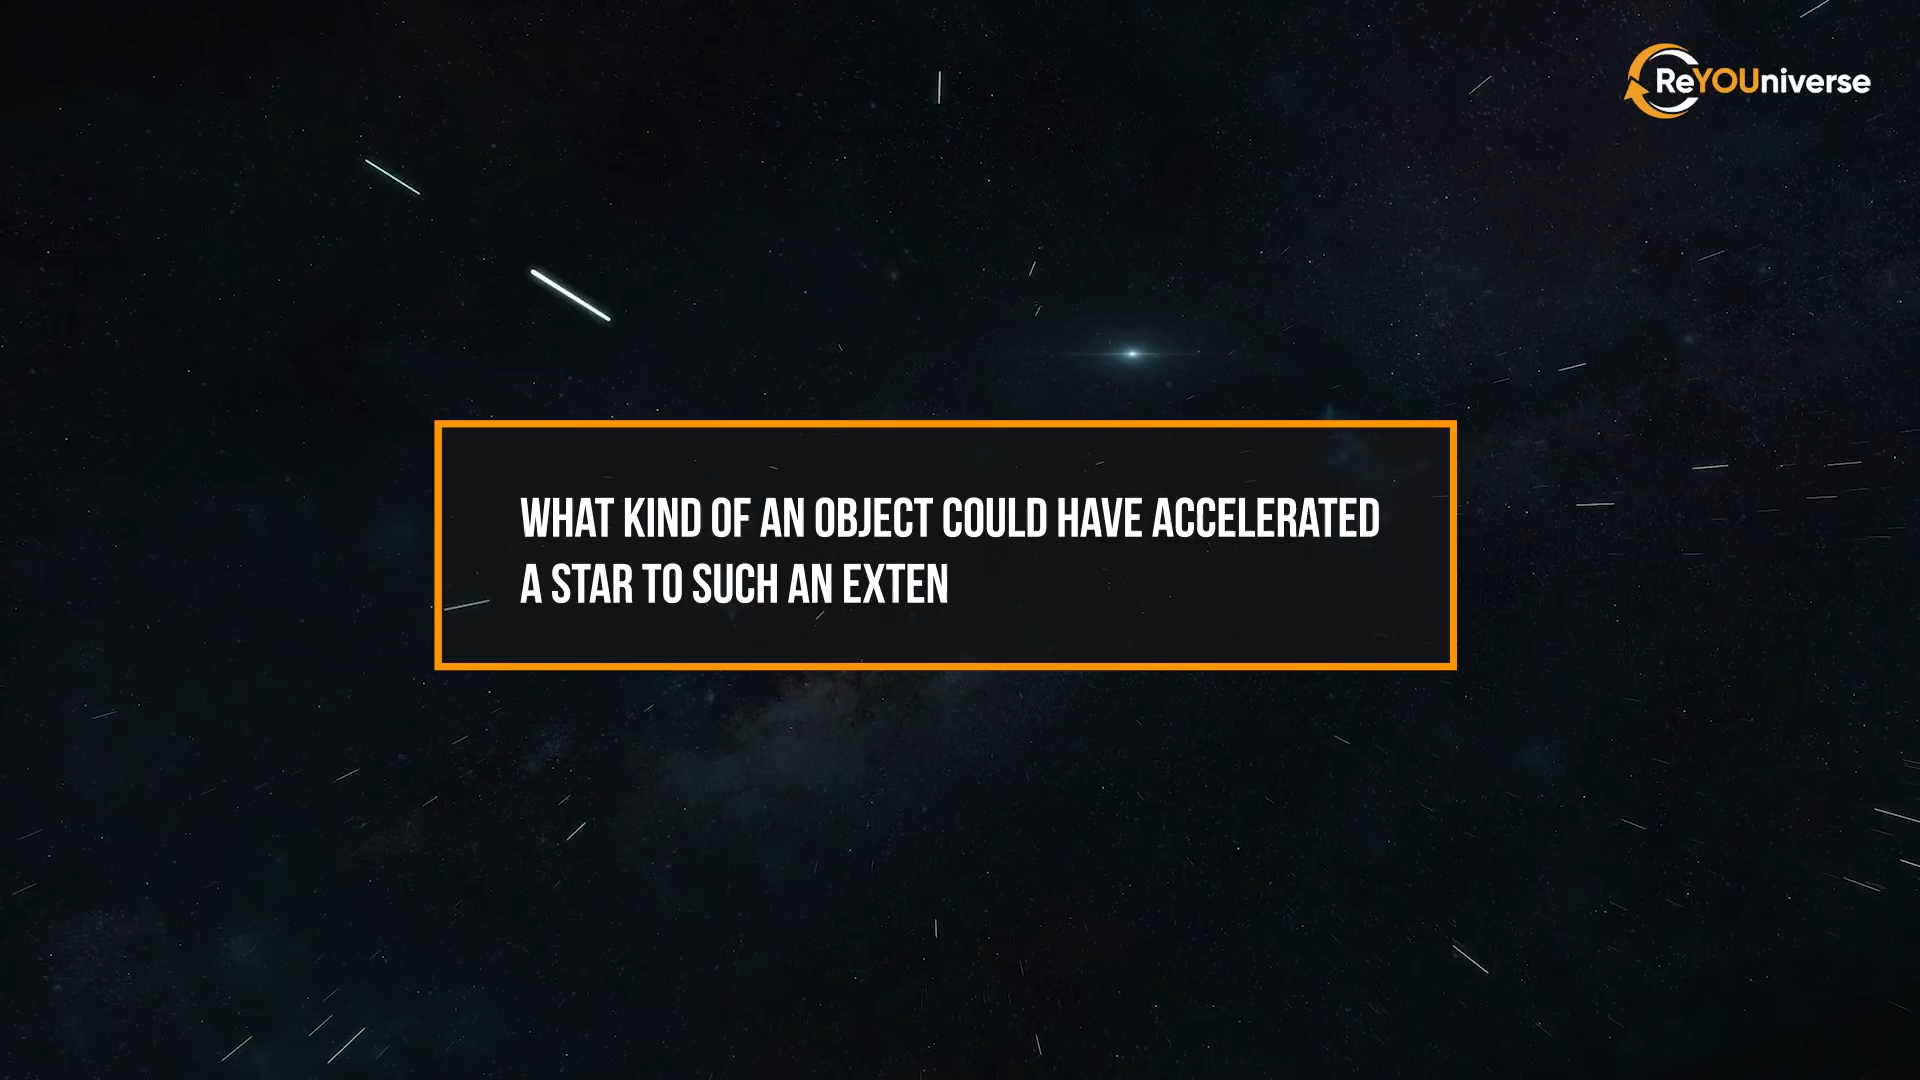 ReYOUniverse
WHAT KIND OF AN OBJECT COULD HAVE ACCELERATED
A STAR TO SUCH AN EXTEN